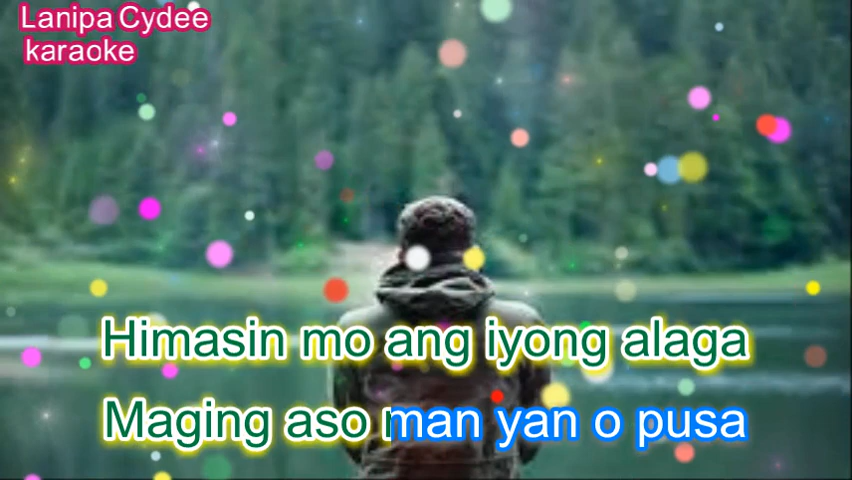 Lanipa Cydee
karaoke
Himasin mo ang iyong alaga
Maging aso man yan o pusa